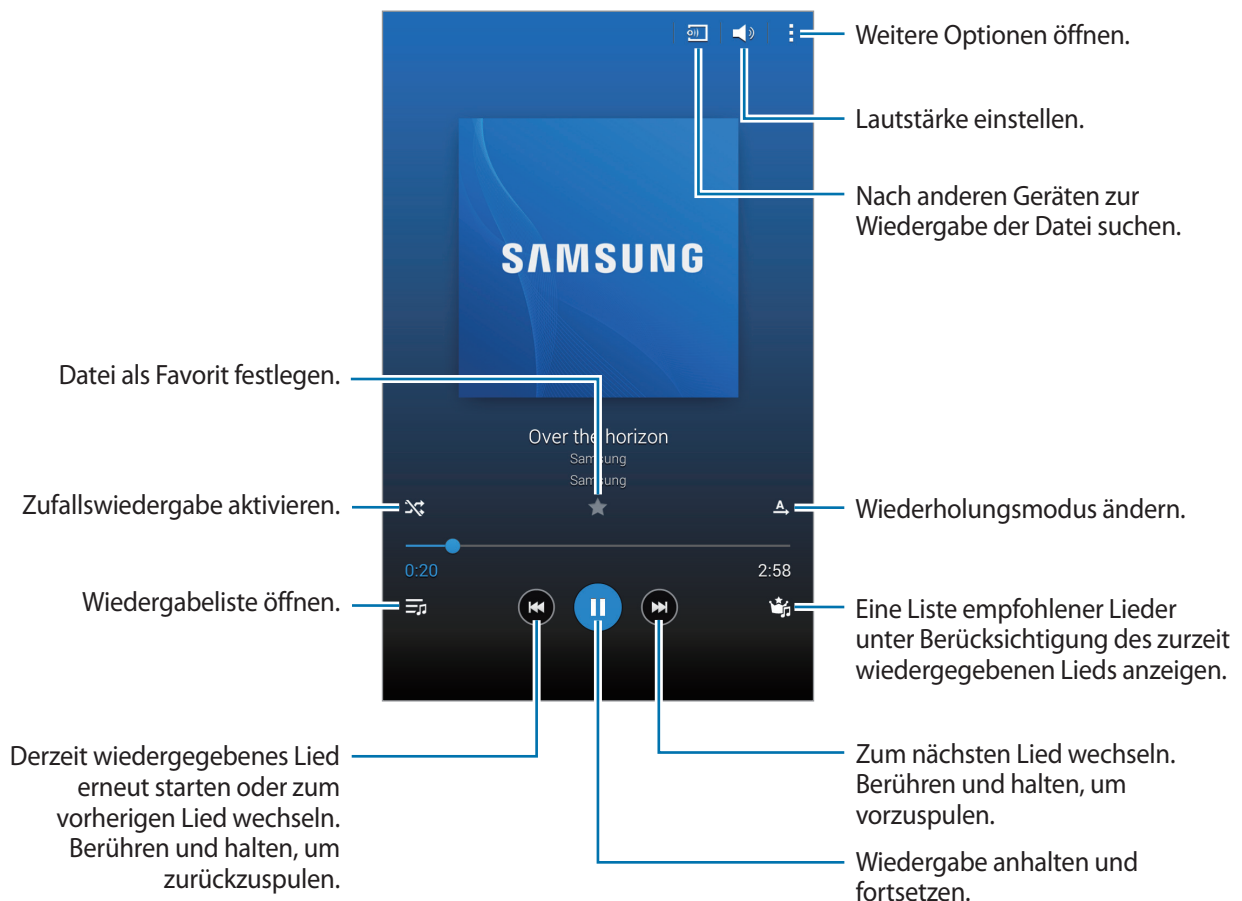 Weitere Optionen öffnen.
Lautstärke einstellen.
Nach anderen Geräten zur
Wiedergabe der Datei suchen.
SAMSUNG
Datei als Favorit festlegen.
Over the horizon
Samsung
Samsung
Zufallswiedergabe aktivieren.
Wiederholungsmodus ändern.
0:20
2:58
Wiedergabeliste öffnen.
Eine Liste empfohlener Lieder
unter Berücksichtigung des zurzeit
wiedergegebenen Lieds anzeigen.
Derzeit wiedergegebenes Lied
erneut starten oder zum
vorherigen Lied wechseln.
Berühren und halten, um
zurückzuspulen.
Zum nächsten Lied wechseln.
Berühren und halten, um
vorzuspulen.
Wiedergabe anhalten und
fortsetzen.